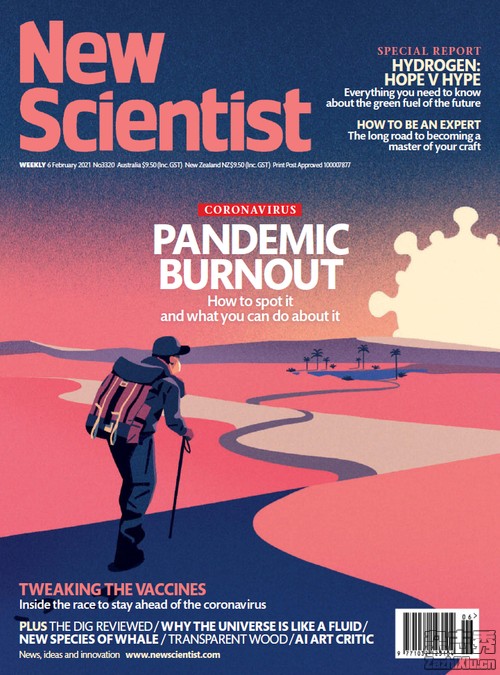 New
Scientist
SPECIAL REPORT
HYDROGEN:
HOPE V HYPE
Everything you need to know
about the green fuel of the future
HOW TO BE AN EXPERT
The long road to becoming a
master of your craft
WEEKLY 6 February 2021 No3320 Australia $9.50 (Inc. GST) New Zealand NZ$9.50 (Inc. GST) Print Post Approved 100007877
CORONAVIRUS
PANDEMIC
BURNOUT
How to spot it
and what you can do about it
TWEAKING THE VACCINES
Inside the race to stay ahead of the coronavirus
PLUS THE DIG REVIEWED / WHY THE UNIVERSE IS LIKE A FLUID /
NEW SPECIES OF WHALE / TRANSPARENT WOOD / AI ART CRITIC
News, ideas and innovation www.newscientist.com
06
ZaZhiXiu.cn